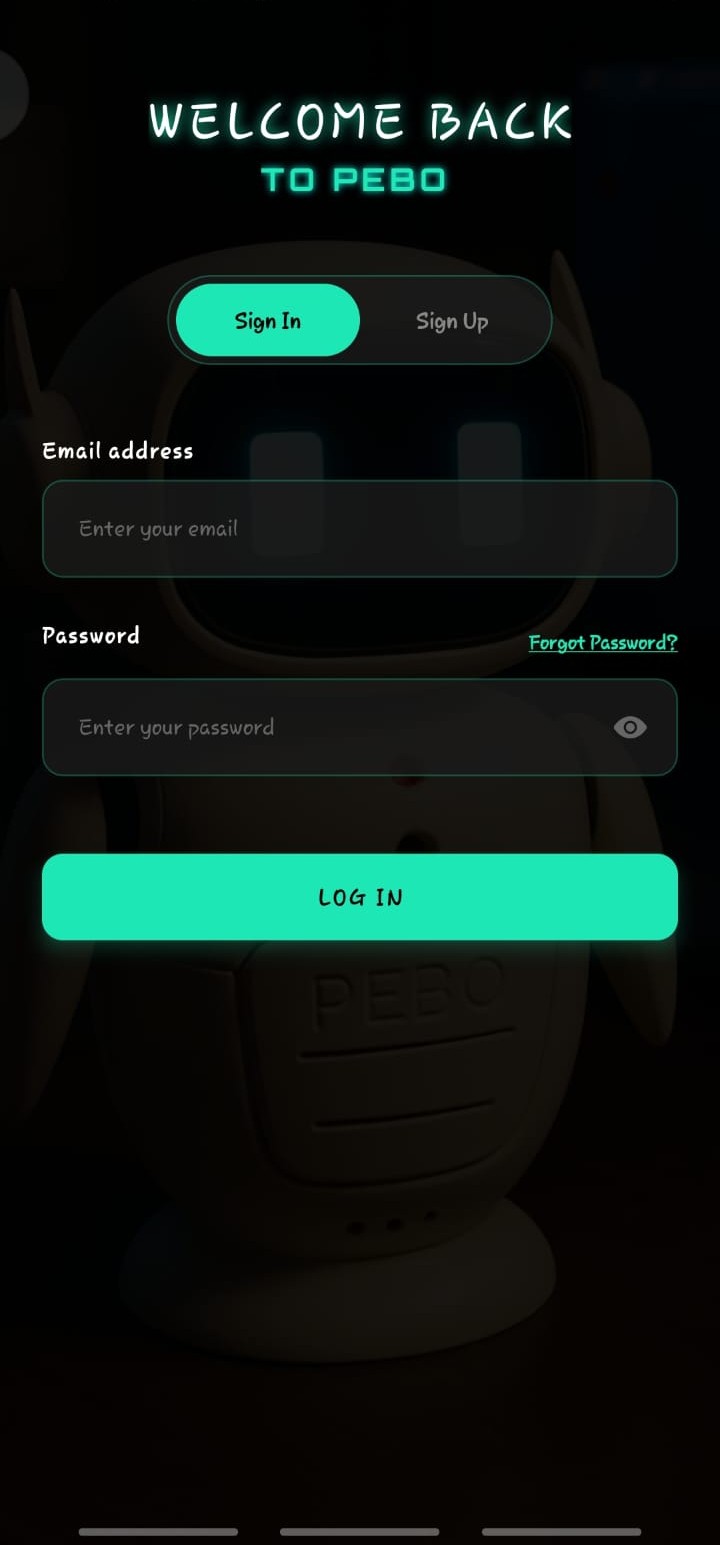 WELCOME BACK
TO PEBO
Sign In Sign Up
Email address
Enter your email
Password Forgot Password?
Enter your password
LOG IN
PEBO